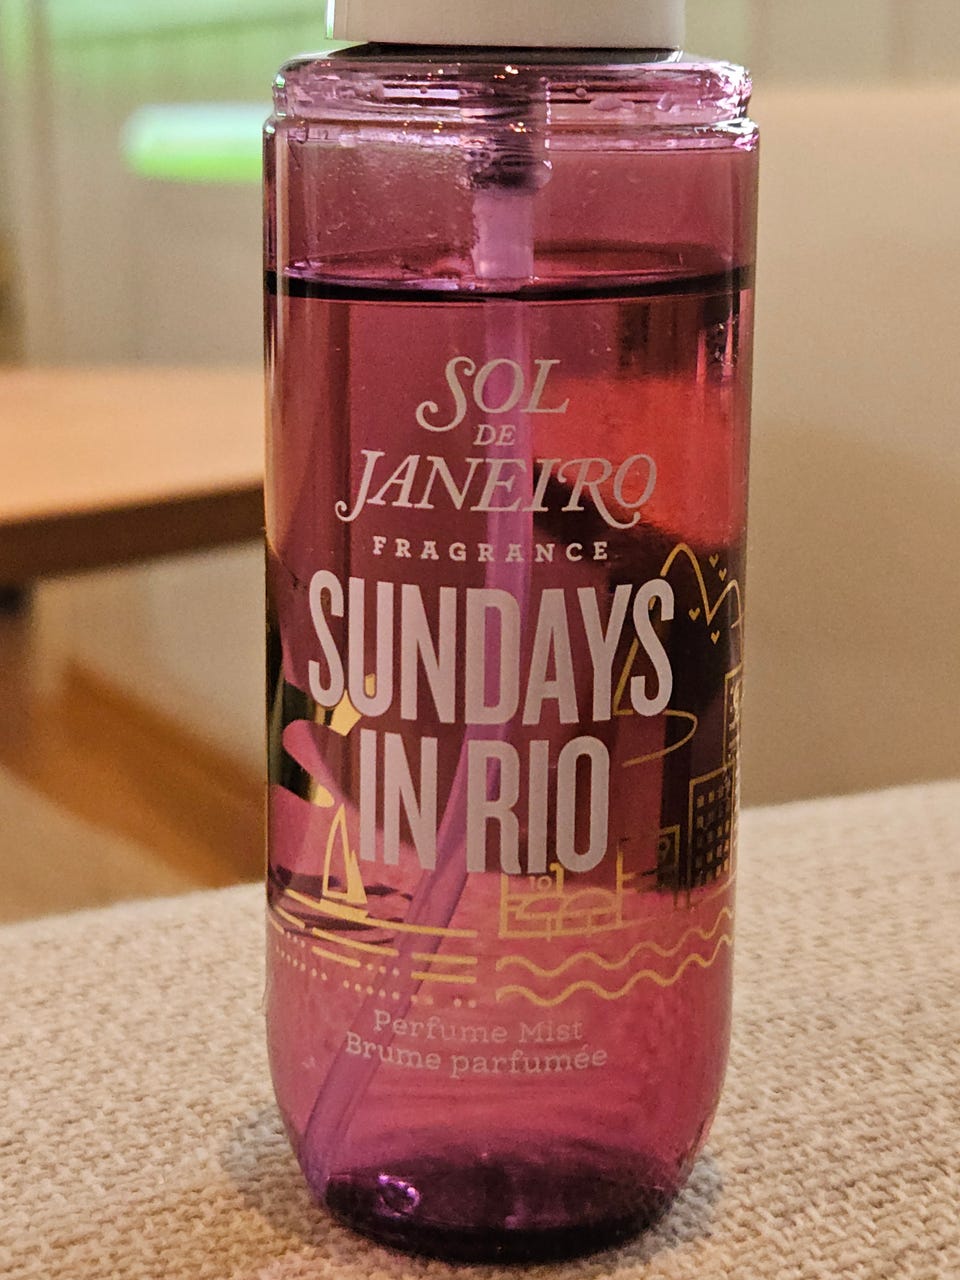 SOL
DE
JANEIRO
FRAGRANCE
SUNDAYS
IN RIO
Perfume Mist
Brume parfumée